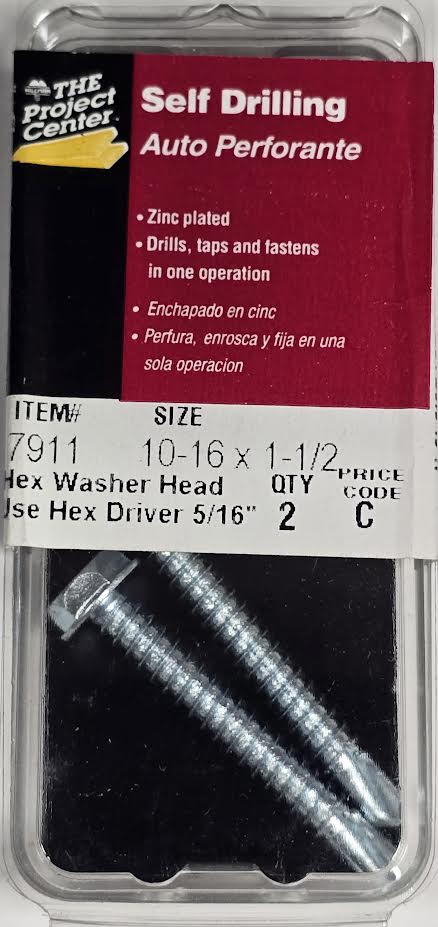 THE
Project
Center
Self Drilling
Auto Perforante
• Zinc plated
• Drills, taps and fastens
in one operation
• Enchapado en cinc
• Perfura, enrosca y fija en una
sola operacion
ITEM# SIZE
7911 10-16 x 1-1/2
Hex Washer Head QTY PRICE CODE
Use Hex Driver 5/16" 2 C